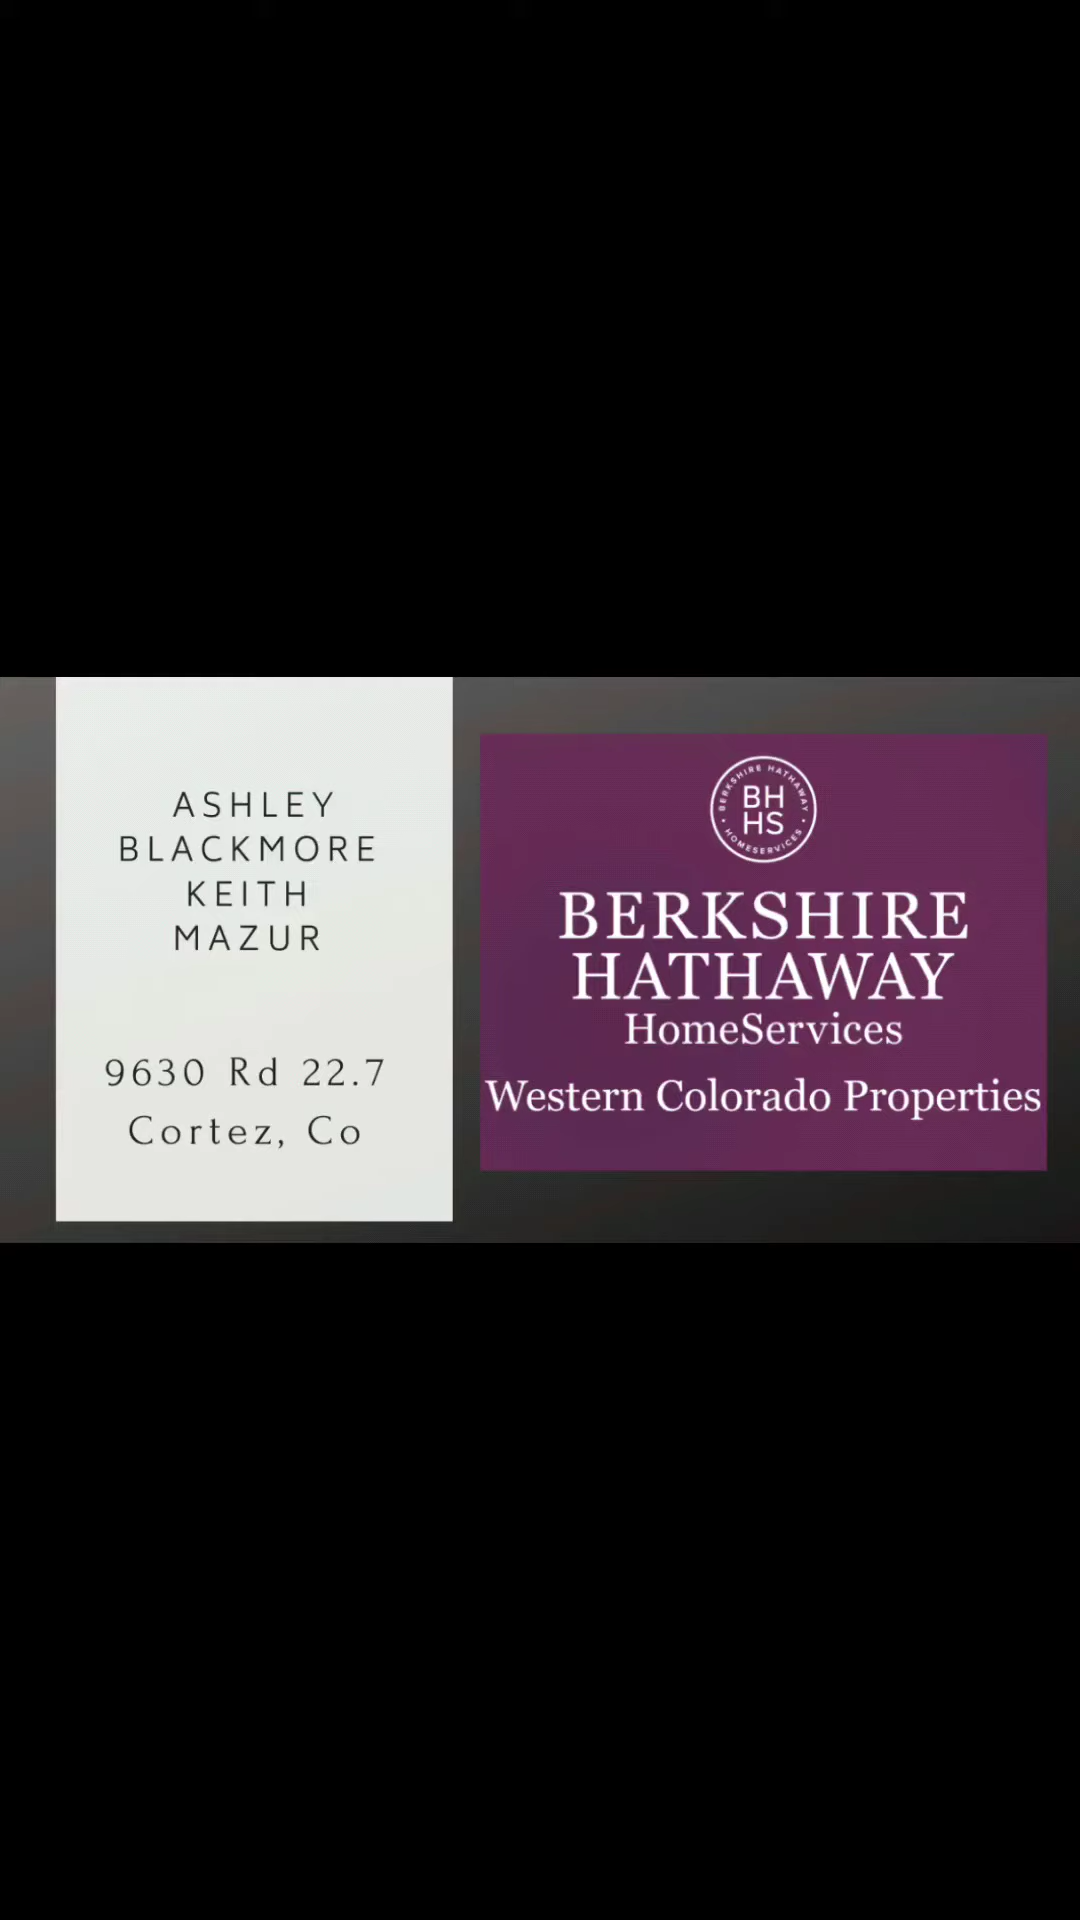 ASHLEY
BLACKMORE
KEITH
MAZUR
9630 Rd 22.7
Cortez, Co
BERKSHIRE HATHAWAY
BH
HS
HOMESERVICES
BERKSHIRE
HATHAWAY
HomeServices
Western Colorado Properties